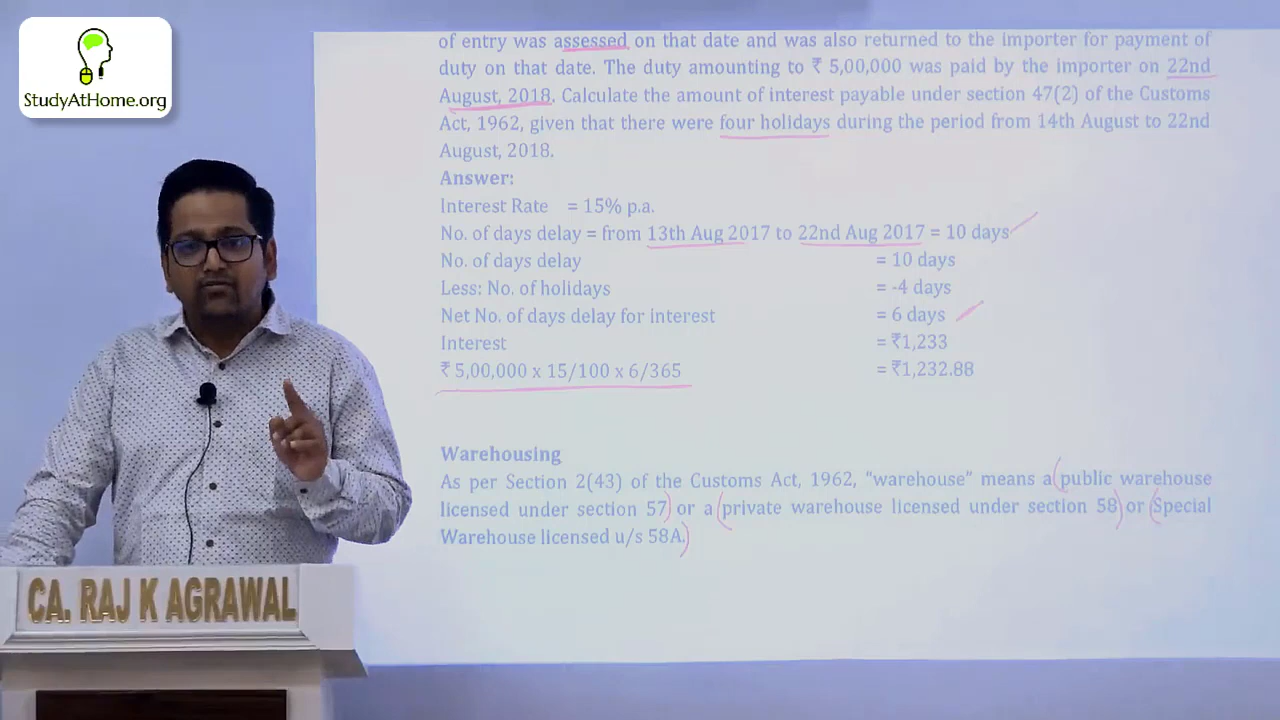 StudyAtHome.org
of entry was assessed on that date and was also returned to the importer for payment of
duty on that date. The duty amounting to ₹ 5,00,000 was paid by the importer on 22nd
August, 2018. Calculate the amount of interest payable under section 47(2) of the Customs
Act, 1962, given that there were four holidays during the period from 14th August to 22nd
August, 2018.
Answer:
Interest Rate = 15% p.a.
No. of days delay = from 13th Aug 2017 to 22nd Aug 2017 = 10 days
No. of days delay = 10 days
Less: No. of holidays = -4 days
Net No. of days delay for interest = 6 days
Interest = ₹1,233
₹ 5,00,000 x 15/100 x 6/365 = ₹1,232.88
Warehousing
As per Section 2(43) of the Customs Act, 1962, “warehouse” means a (public warehouse
licensed under section 57) or a (private warehouse licensed under section 58) or (Special
Warehouse licensed u/s 58A.)
CA. RAJ K AGRAWAL